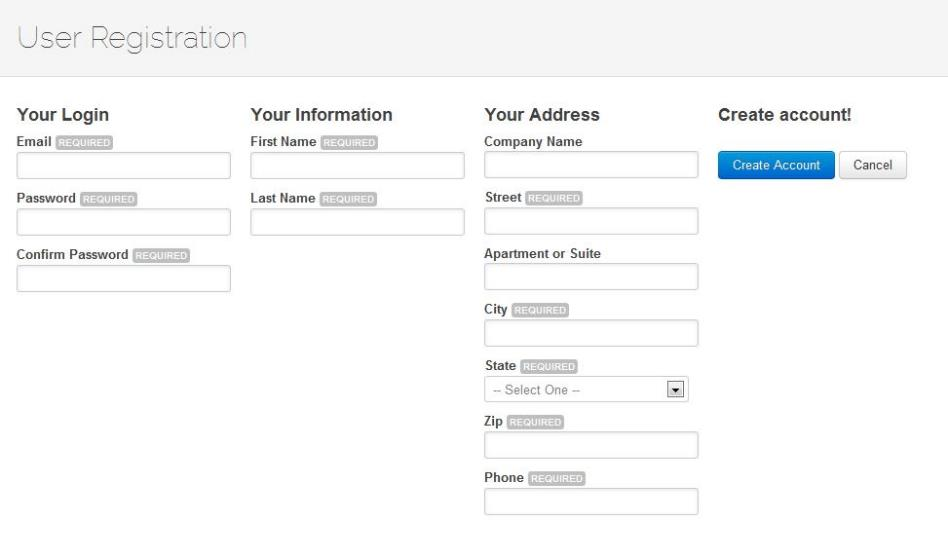 User Registration
Your Login
Email REQUIRED
Password REQUIRED
Confirm Password REQUIRED
Your Information
First Name REQUIRED
Last Name REQUIRED
Your Address
Company Name
Street REQUIRED
Apartment or Suite
City REQUIRED
State REQUIRED
-- Select One --
Zip REQUIRED
Phone REQUIRED
Create account!
Create Account
Cancel